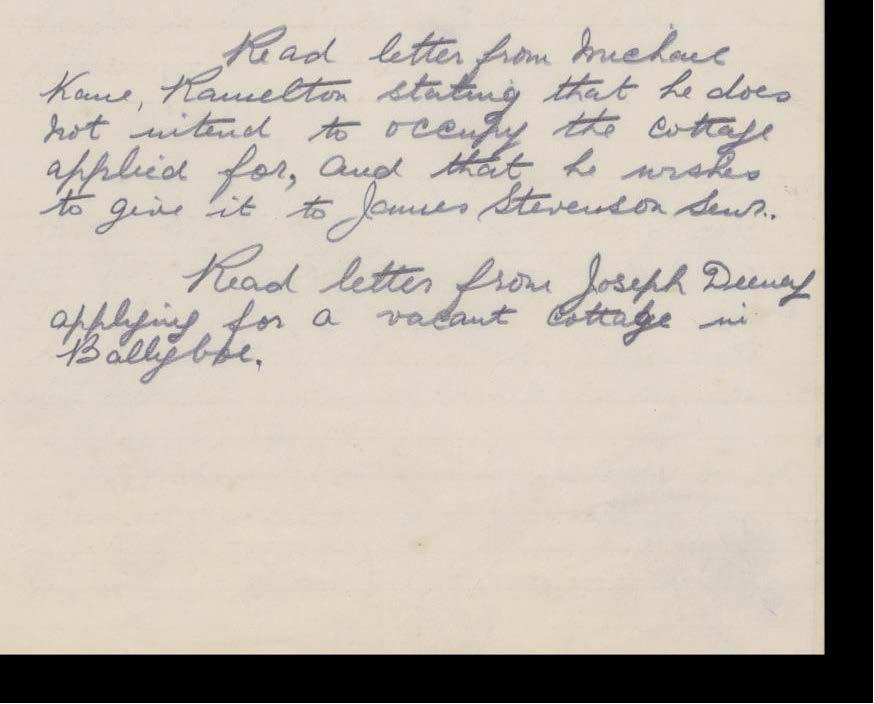 Read letter from Michael
Kane, Ramelton stating that he does
not intend to occupy the cottage
applied for, and that he wishes
to give it to James Stevenson Senr.
Read letter from Joseph Deeney
applying for a vacant cottage in
Ballyboe.